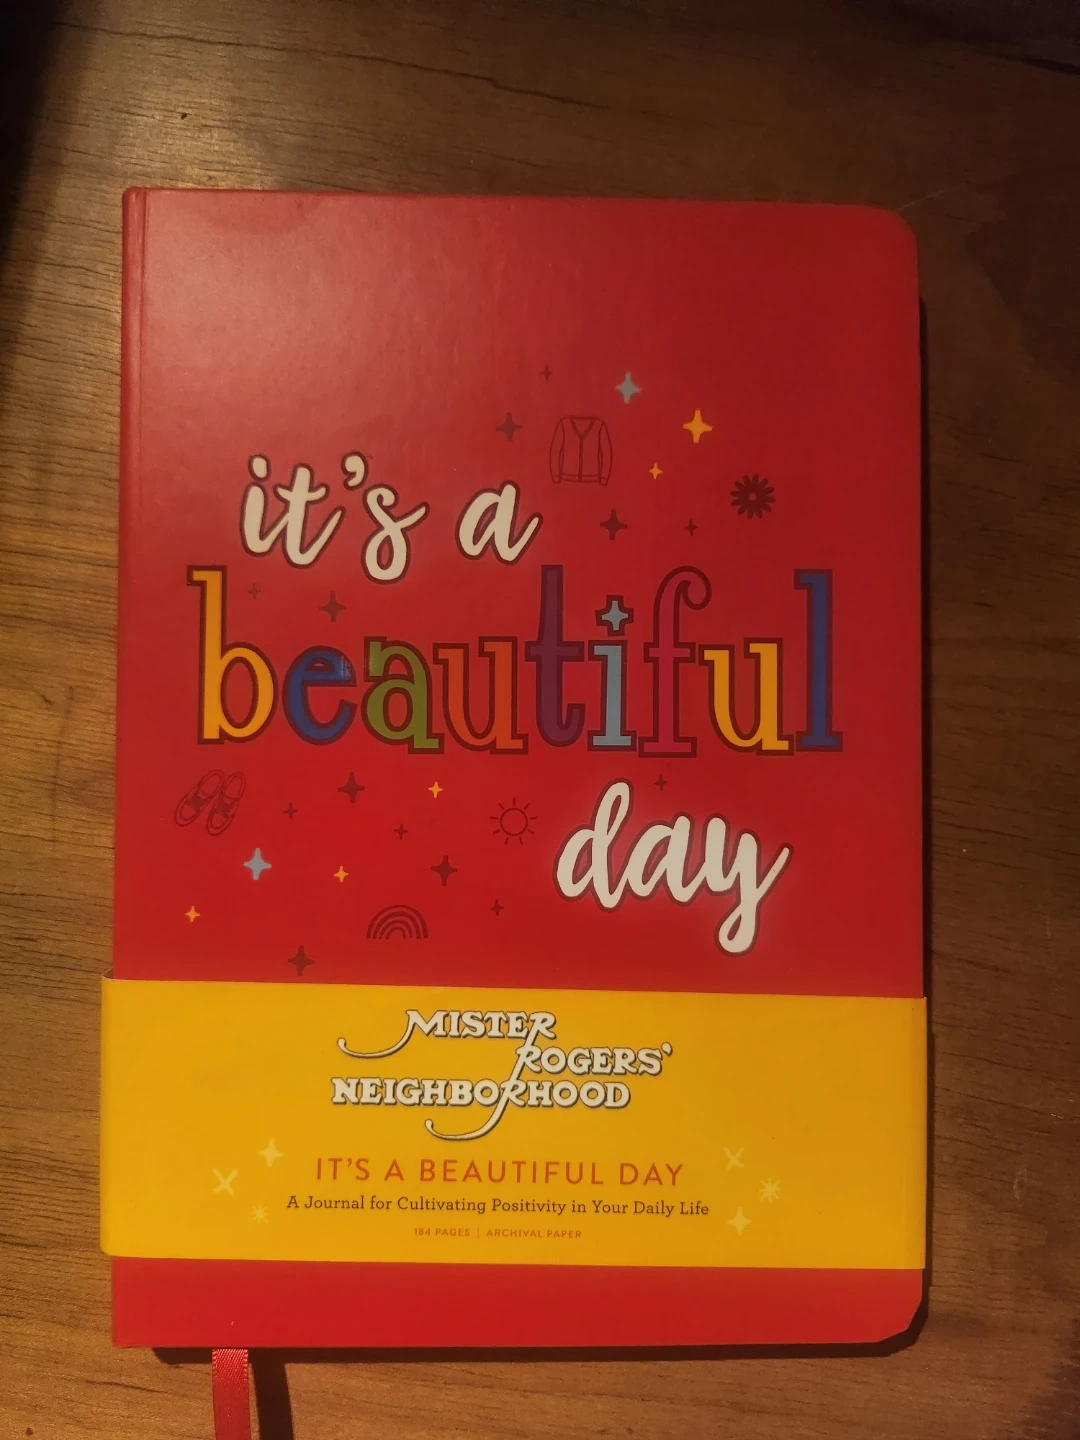 it's a
beautiful
day
MISTER
ROGERS'
NEIGHBORHOOD
IT'S A BEAUTIFUL DAY
A Journal for Cultivating Positivity in Your Daily Life
184 PAGES | ARCHIVAL PAPER